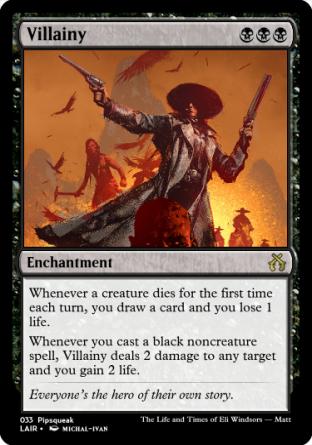 Villainy
Enchantment
Whenever a creature dies for the first time
each turn, you draw a card and you lose 1
life.
Whenever you cast a black noncreature
spell, Villainy deals 2 damage to any target
and you gain 2 life.
Everyone's the hero of their own story.
033 Pipsqueak
The Life and Times of Eli Windsors — Matt
LAIR • MICHAL-IVAN